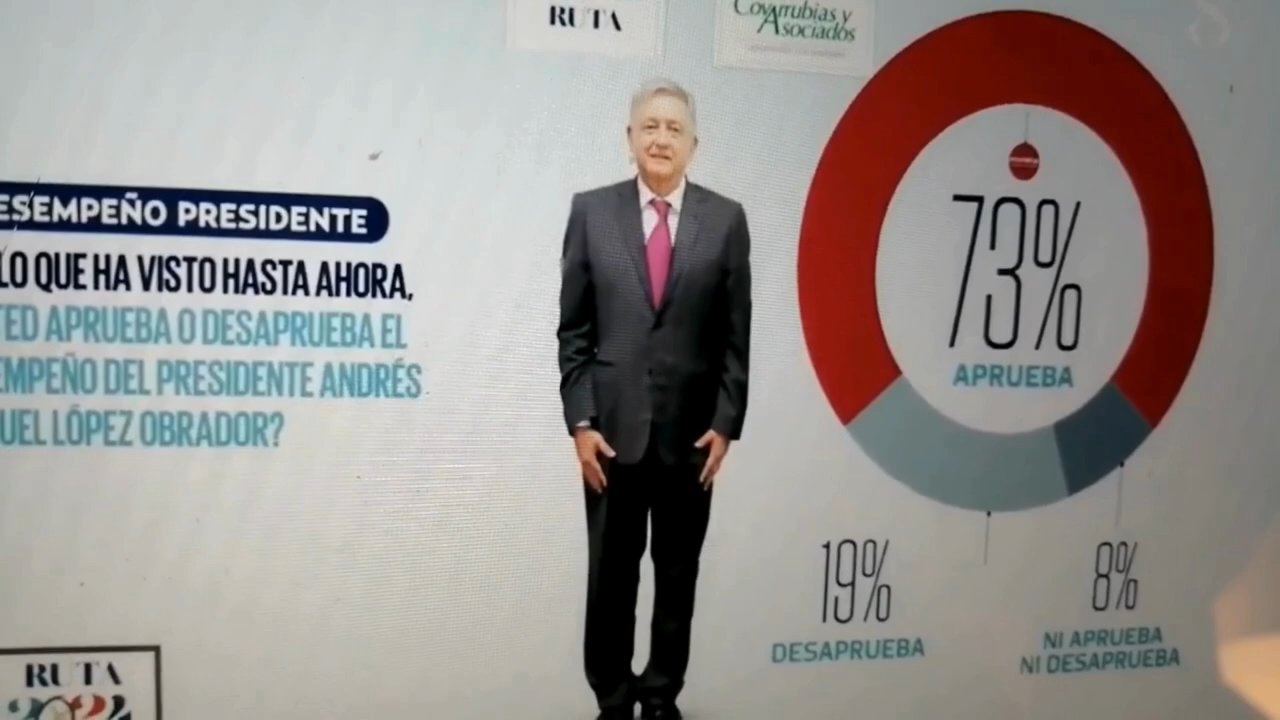 RUTA
Covarrubias y
Asociados
ESEMPEÑO PRESIDENTE
LO QUE HA VISTO HASTA AHORA,
TED APRUEBA O DESAPRUEBA EL
EMPEÑO DEL PRESIDENTE ANDRÉS
UEL LÓPEZ OBRADOR?
73%
APRUEBA
19%
DESAPRUEBA
8%
NI APRUEBA
NI DESAPRUEBA
RUTA
2024